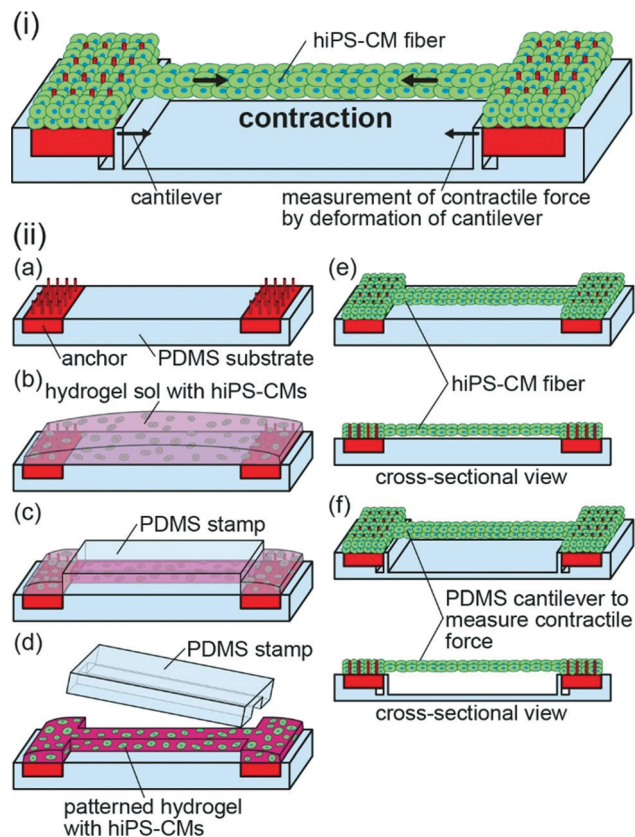 (i)
hiPS-CM fiber
contraction
cantilever
measurement of contractile force
by deformation of cantilever
(ii)
(a)
anchor
PDMS substrate
(b)
hydrogel sol with hiPS-CMs
(c)
PDMS stamp
(d)
PDMS stamp
patterned hydrogel
with hiPS-CMs
(e)
hiPS-CM fiber
cross-sectional view
(f)
PDMS cantilever to
measure contractile
force
cross-sectional view